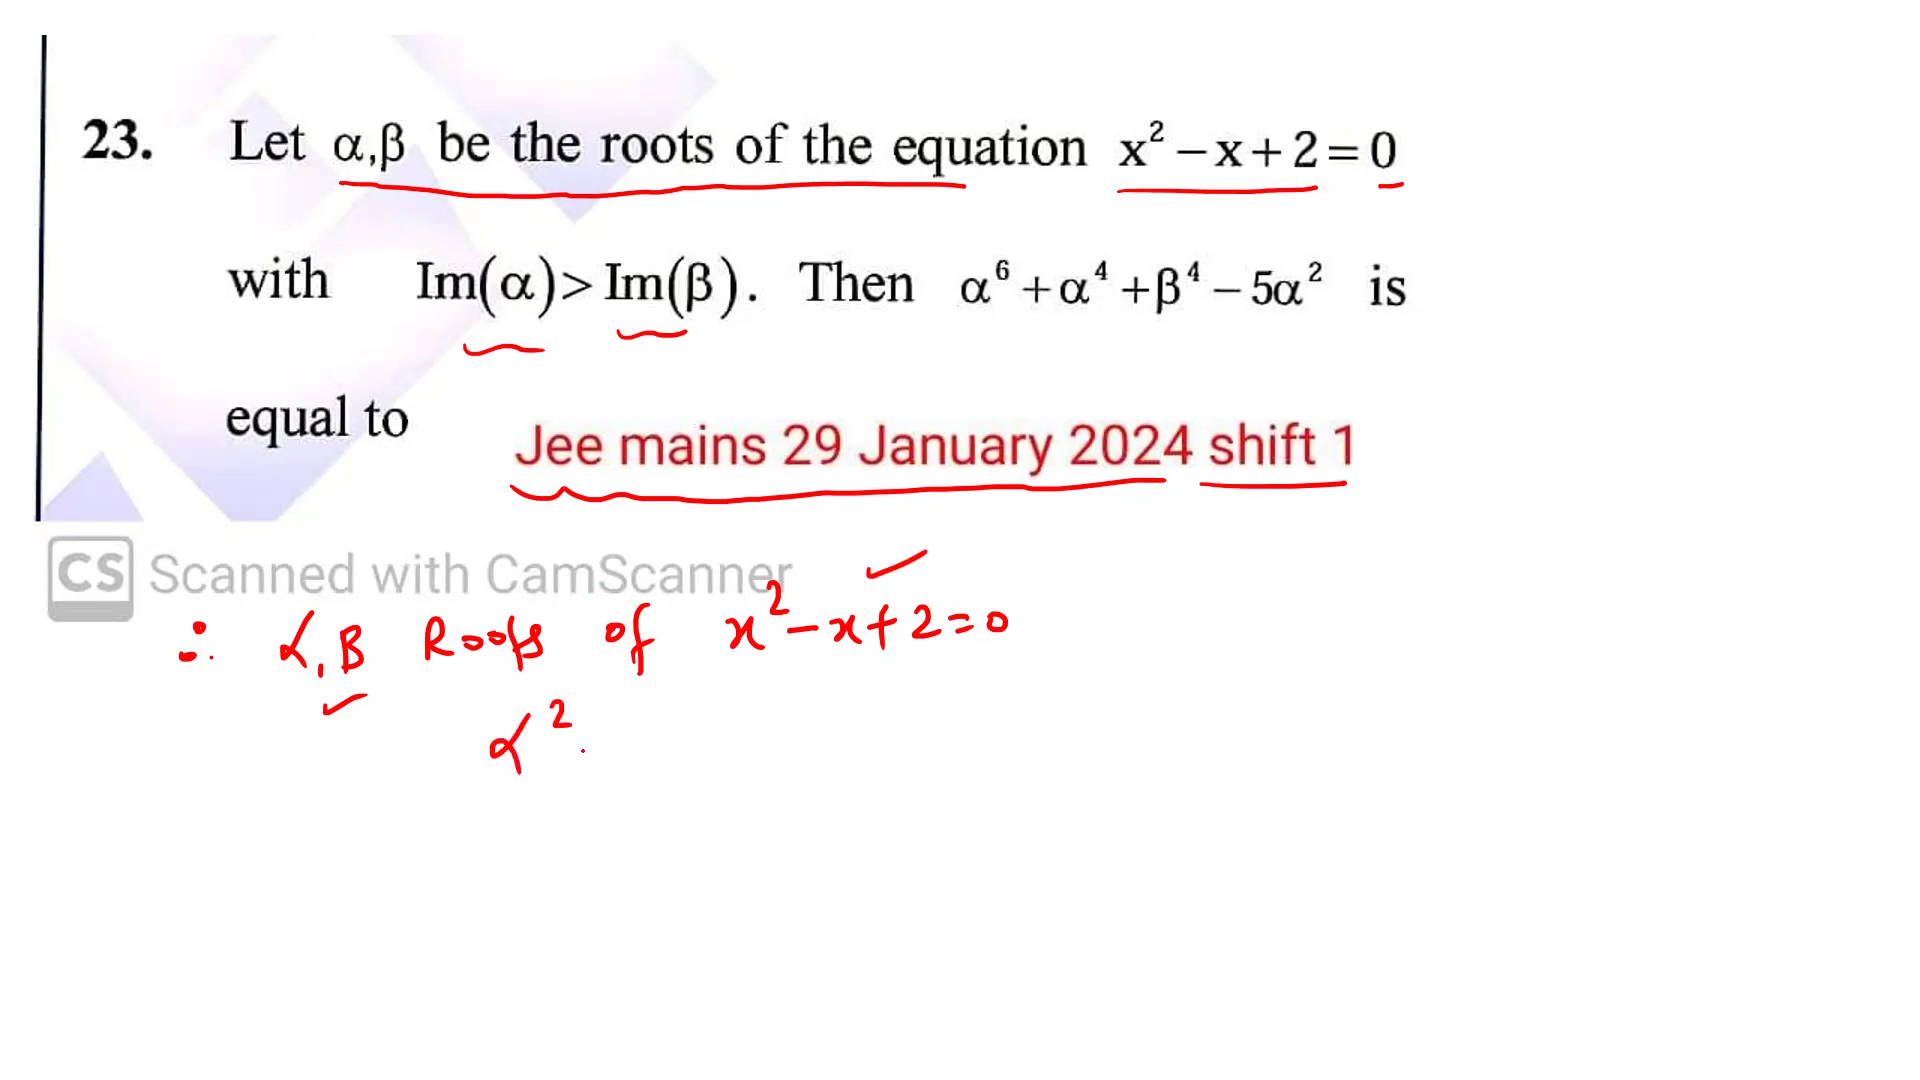 23. Let α,β be the roots of the equation x² − x + 2 = 0
with Im(α) > Im(β). Then α⁶ + α⁴ + β⁴ − 5α² is
equal to
Jee mains 29 January 2024 shift 1
CS Scanned with CamScanner
∴ α, β Roots of x² − x + 2 = 0
α²